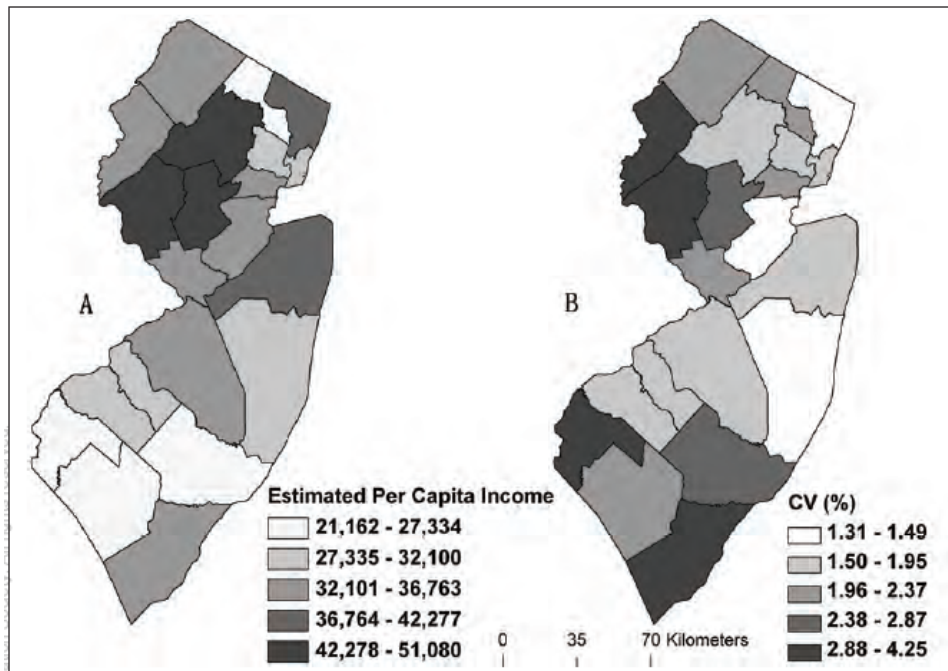 A
B
Estimated Per Capita Income
21,162 - 27,334
27,335 - 32,100
32,101 - 36,763
36,764 - 42,277
42,278 - 51,080
CV (%)
1.31 - 1.49
1.50 - 1.95
1.96 - 2.37
2.38 - 2.87
2.88 - 4.25
0 35 70 Kilometers